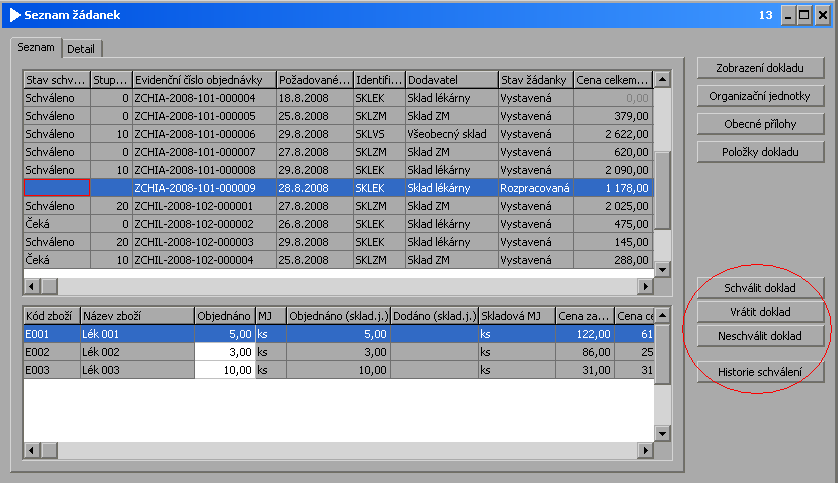 Seznam žádanek 13
Seznam Detail
Stav schv... Stup... Evidenční číslo objednávky Požadované... Identifi... Dodavatel Stav žádanky Cena celkem...
Schváleno 0 ZCHIA-2008-101-000004 18.8.2008 SKLEK Sklad lékárny Vystavená 0,00
Schváleno 0 ZCHIA-2008-101-000005 25.8.2008 SKLZM Sklad ZM Vystavená 379,00
Schváleno 10 ZCHIA-2008-101-000006 29.8.2008 SKLVS Všeobecný sklad Vystavená 2 622,00
Schváleno 0 ZCHIA-2008-101-000007 27.8.2008 SKLZM Sklad ZM Vystavená 620,00
Schváleno 10 ZCHIA-2008-101-000008 29.8.2008 SKLEK Sklad lékárny Vystavená 2 090,00
ZCHIA-2008-101-000009 28.8.2008 SKLEK Sklad lékárny Rozpracovaná 1 178,00
Schváleno 20 ZCHIL-2008-102-000001 27.8.2008 SKLZM Sklad ZM Vystavená 2 025,00
Čeká 0 ZCHIL-2008-102-000002 26.8.2008 SKLEK Sklad lékárny Vystavená 475,00
Schváleno 20 ZCHIL-2008-102-000003 29.8.2008 SKLEK Sklad lékárny Vystavená 145,00
Čeká 10 ZCHIL-2008-102-000004 25.8.2008 SKLZM Sklad ZM Vystavená 288,00
Kód zboží Název zboží Objednáno MJ Objednáno (sklad.j.) Dodáno (sklad.j.) Skladová MJ Cena za... Cena ce
E001 Lék 001 5,00 ks 5,00 ks 122,00 61
E002 Lék 002 3,00 ks 3,00 ks 86,00 25
E003 Lék 003 10,00 ks 10,00 ks 31,00 31
Zobrazení dokladu
Organizační jednotky
Obecné přílohy
Položky dokladu
Schválit doklad
Vrátit doklad
Neschválit doklad
Historie schválení